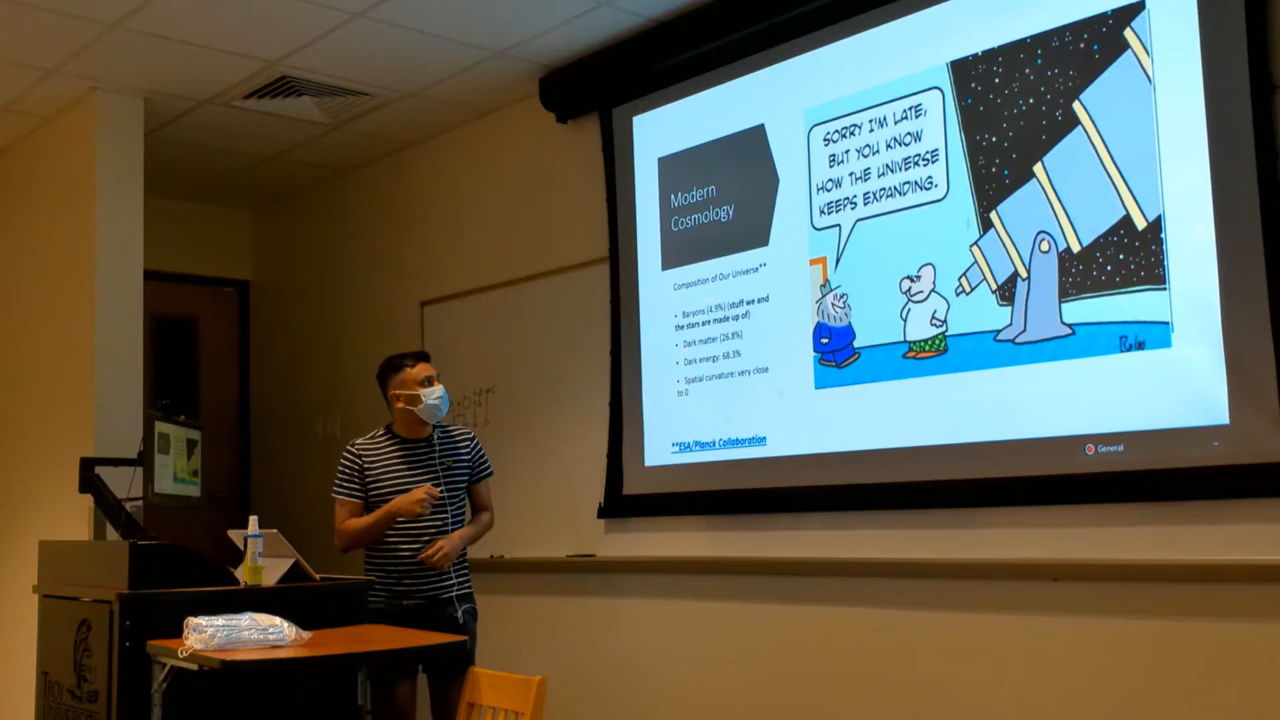 Modern
Cosmology
Composition of Our Universe**
• Baryons (4.9%) (stuff we and
the stars are made up of)
• Dark matter (26.8%)
• Dark energy: 68.3%
• Spatial curvature: very close
to 0
**ESA/Planck Collaboration
SORRY I'M LATE,
BUT YOU KNOW
HOW THE UNIVERSE
KEEPS EXPANDING.
General
TROY
UNIVERSITY